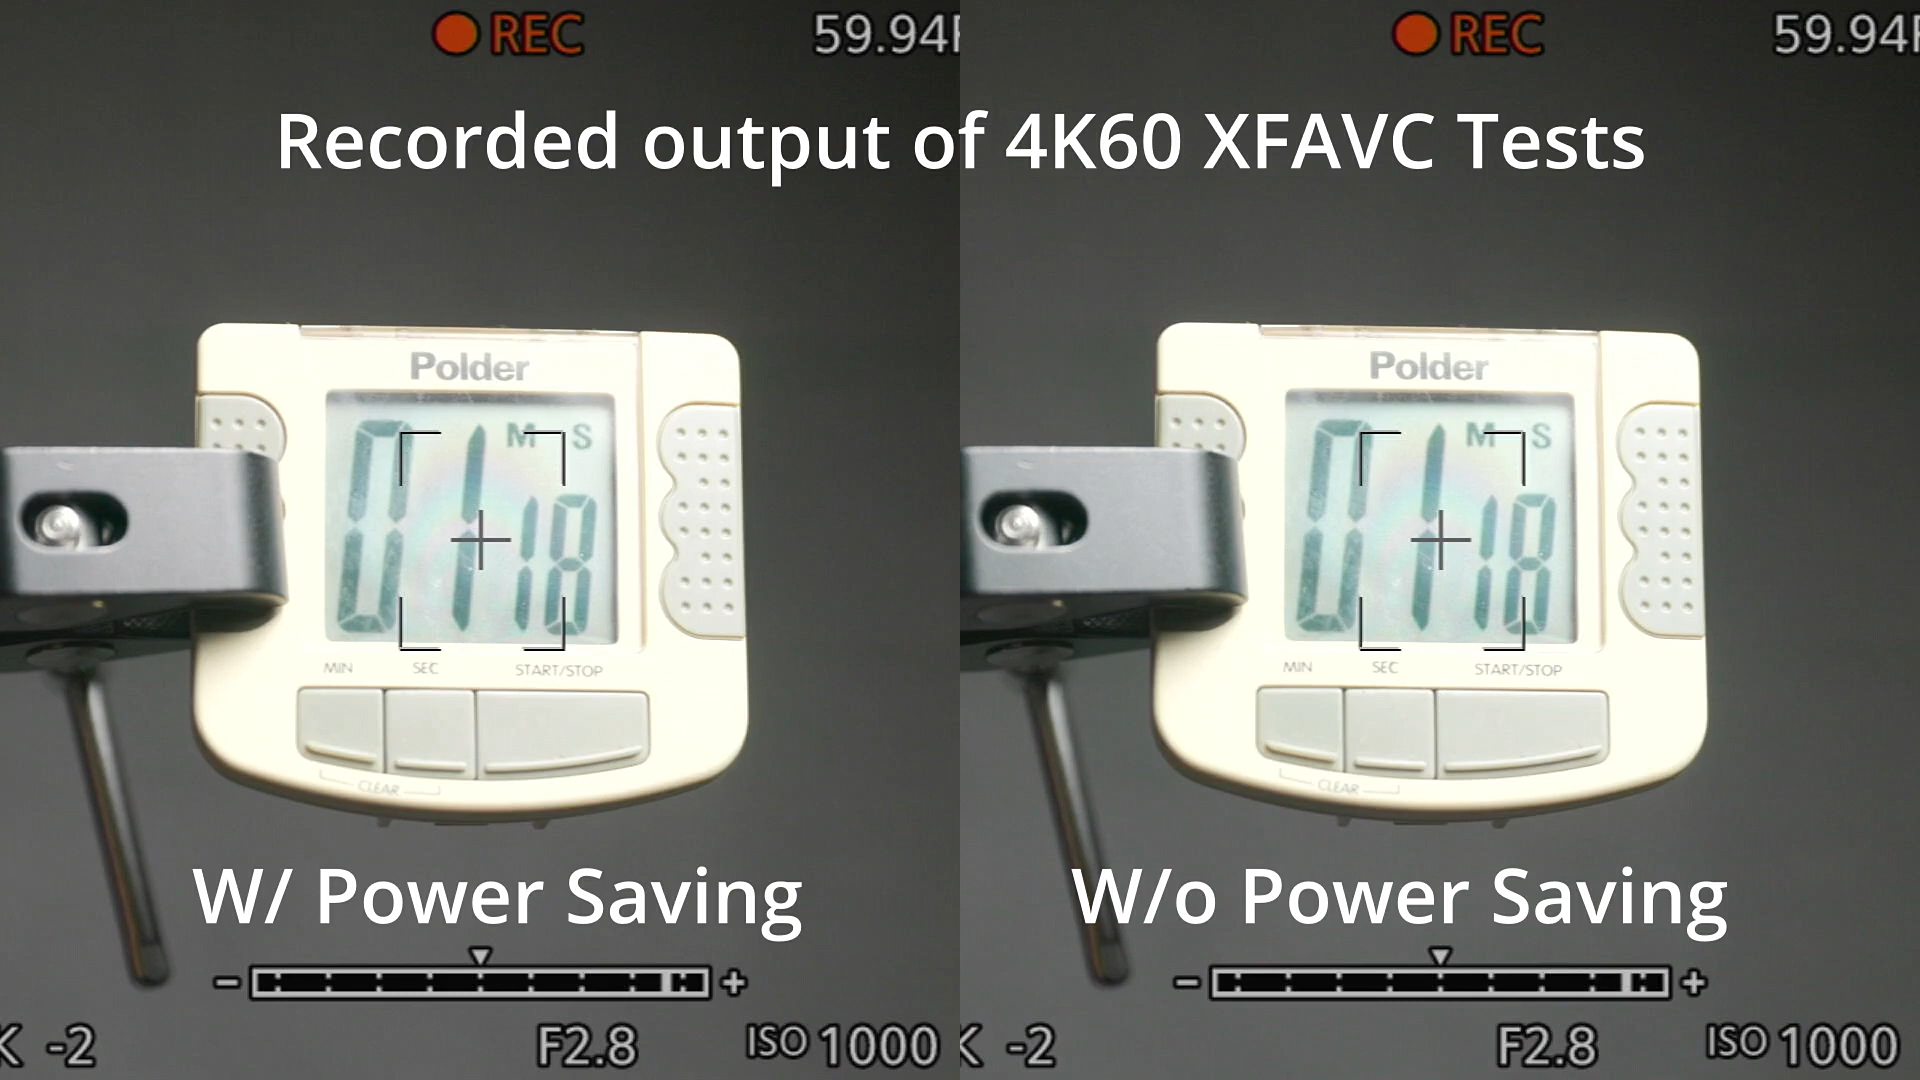 REC 59.94
REC 59.94
Recorded output of 4K60 XFAVC Tests
Polder
01 M S 18
MIN SEC START/STOP
CLEAR
Polder
01 M S 18
MIN SEC START/STOP
CLEAR
W/ Power Saving
W/o Power Saving
- +
- +
K -2 F2.8 ISO 1000
K -2 F2.8 ISO 1000